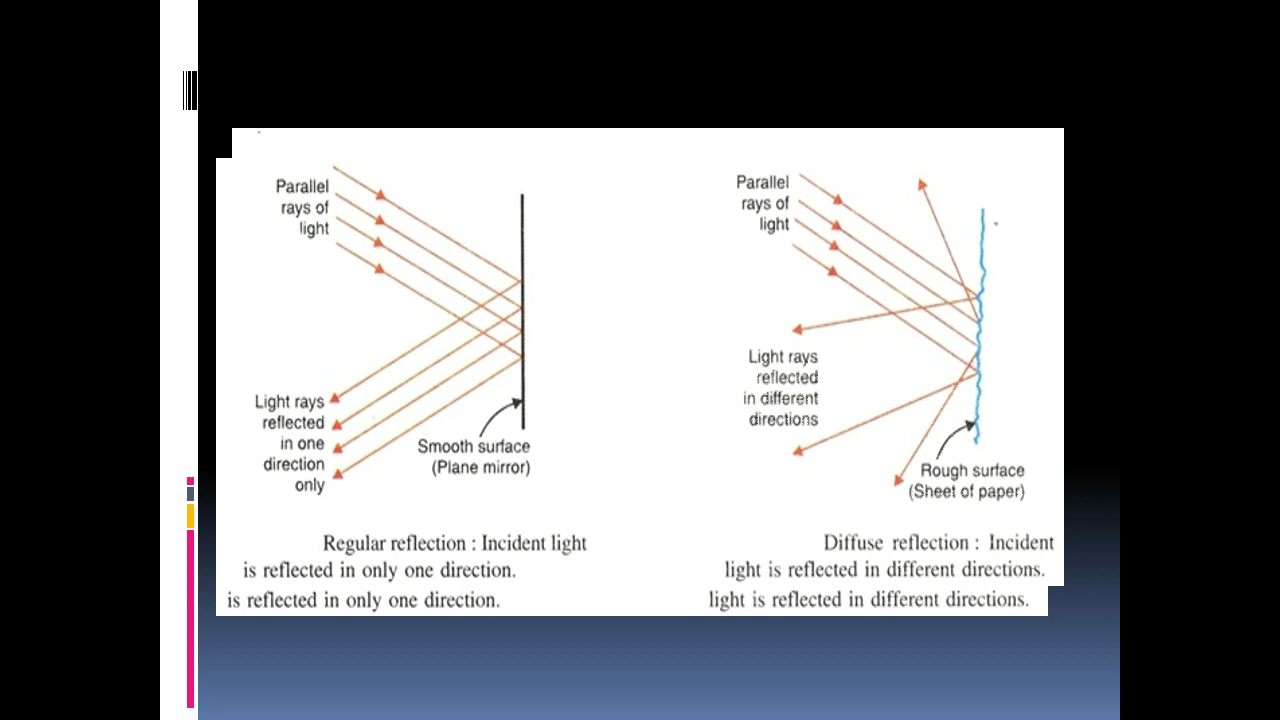 Parallel
rays of
light
Light rays
reflected
in one
direction
only
Smooth surface
(Plane mirror)
Regular reflection : Incident light
is reflected in only one direction.
is reflected in only one direction.
Parallel
rays of
light
Light rays
reflected
in different
directions
Rough surface
(Sheet of paper)
Diffuse reflection : Incident
light is reflected in different directions.
light is reflected in different directions.